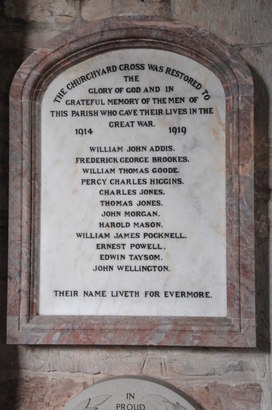 THE CHURCHYARD CROSS WAS RESTORED TO
THE
GLORY OF GOD AND IN
GRATEFUL MEMORY OF THE MEN OF
THIS PARISH WHO GAVE THEIR LIVES IN THE
GREAT WAR.
1914 1919
WILLIAM JOHN ADDIS.
FREDERICK GEORGE BROOKES.
WILLIAM THOMAS GOODE.
PERCY CHARLES HIGGINS.
CHARLES JONES.
THOMAS JONES.
JOHN MORGAN.
HAROLD MASON.
WILLIAM JAMES POCKNELL.
ERNEST POWELL.
EDWIN TAYSOM.
JOHN WELLINGTON.
THEIR NAME LIVETH FOR EVERMORE.
IN
PROUD